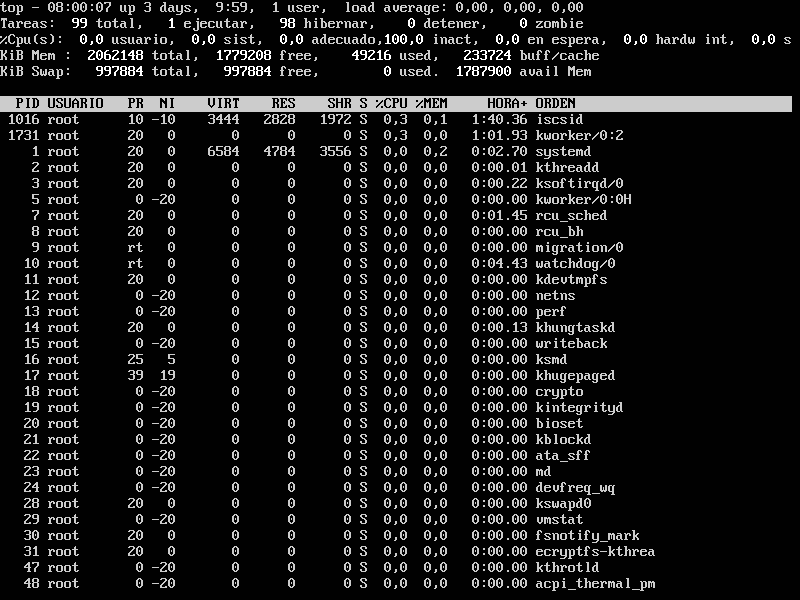 top - 08:00:07 up 3 days,  9:59,  1 user,  load average: 0,00, 0,00, 0,00
Tareas:  99 total,   1 ejecutar,   98 hibernar,    0 detener,    0 zombie
%Cpu(s):  0,0 usuario,  0,0 sist,  0,0 adecuado,100,0 inact,  0,0 en espera,  0,0 hardw int,  0,0 s
KiB Mem :  2062148 total,  1779208 free,    49216 used,   233724 buff/cache
KiB Swap:   997884 total,   997884 free,        0 used.  1787900 avail Mem
PID USUARIO   PR  NI    VIRT    RES    SHR S %CPU %MEM     HORA+ ORDEN
1016 root      10 -10    3444   2828   1972 S  0,3  0,1   1:40.36 iscsid
1731 root      20   0       0      0      0 S  0,3  0,0   1:01.93 kworker/0:2
1 root      20   0    6584   4784   3556 S  0,0  0,2   0:02.70 systemd
2 root      20   0       0      0      0 S  0,0  0,0   0:00.01 kthreadd
3 root      20   0       0      0      0 S  0,0  0,0   0:00.22 ksoftirqd/0
5 root       0 -20       0      0      0 S  0,0  0,0   0:00.00 kworker/0:0H
7 root      20   0       0      0      0 S  0,0  0,0   0:01.45 rcu_sched
8 root      20   0       0      0      0 S  0,0  0,0   0:00.00 rcu_bh
9 root      rt   0       0      0      0 S  0,0  0,0   0:00.00 migration/0
10 root      rt   0       0      0      0 S  0,0  0,0   0:04.43 watchdog/0
11 root      20   0       0      0      0 S  0,0  0,0   0:00.00 kdevtmpfs
12 root       0 -20       0      0      0 S  0,0  0,0   0:00.00 netns
13 root       0 -20       0      0      0 S  0,0  0,0   0:00.00 perf
14 root      20   0       0      0      0 S  0,0  0,0   0:00.13 khungtaskd
15 root       0 -20       0      0      0 S  0,0  0,0   0:00.00 writeback
16 root      25   5       0      0      0 S  0,0  0,0   0:00.00 ksmd
17 root      39  19       0      0      0 S  0,0  0,0   0:00.00 khugepaged
18 root       0 -20       0      0      0 S  0,0  0,0   0:00.00 crypto
19 root       0 -20       0      0      0 S  0,0  0,0   0:00.00 kintegrityd
20 root       0 -20       0      0      0 S  0,0  0,0   0:00.00 bioset
21 root       0 -20       0      0      0 S  0,0  0,0   0:00.00 kblockd
22 root       0 -20       0      0      0 S  0,0  0,0   0:00.00 ata_sff
23 root       0 -20       0      0      0 S  0,0  0,0   0:00.00 md
24 root       0 -20       0      0      0 S  0,0  0,0   0:00.00 devfreq_wq
28 root      20   0       0      0      0 S  0,0  0,0   0:00.00 kswapd0
29 root       0 -20       0      0      0 S  0,0  0,0   0:00.00 vmstat
30 root      20   0       0      0      0 S  0,0  0,0   0:00.00 fsnotify_mark
31 root      20   0       0      0      0 S  0,0  0,0   0:00.00 ecryptfs-kthrea
47 root       0 -20       0      0      0 S  0,0  0,0   0:00.00 kthrotld
48 root       0 -20       0      0      0 S  0,0  0,0   0:00.00 acpi_thermal_pm